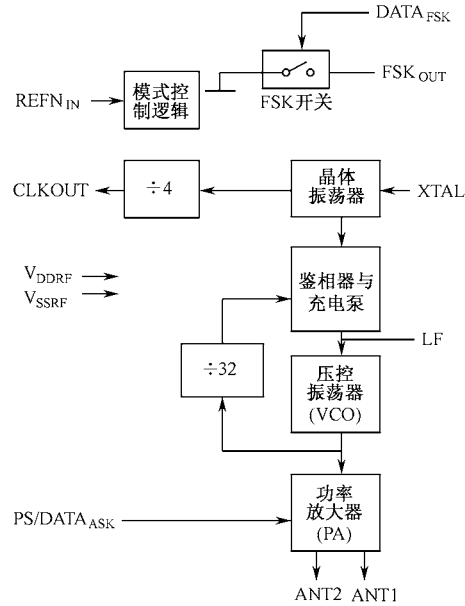 DATA_FSK
模式控
制逻辑
REFN_IN
FSK_OUT
FSK开关
CLKOUT
÷4
晶体
振荡器
XTAL
V_DDRF
V_SSRF
鉴相器与
充电泵
LF
÷32
压控
振荡器
(VCO)
PS/DATA_ASK
功率
放大器
(PA)
ANT2 ANT1